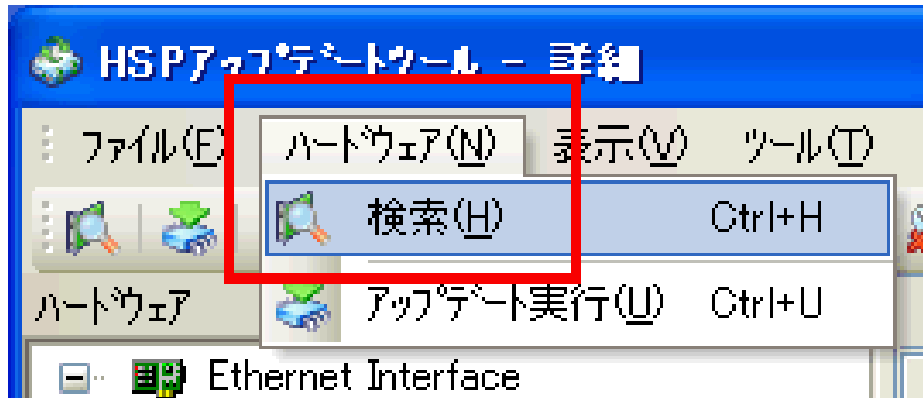 HSPアップデートツール - 詳細
ファイル(F) ハードウェア(N) 表示(V) ツール(T)
検索(H) Ctrl+H
ハードウェア
アップデート実行(U) Ctrl+U
Ethernet Interface